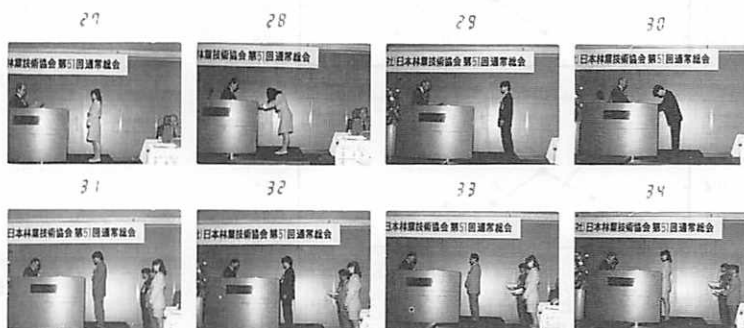 27 28 29 30
林業技術協会 第51回通常総会
林業技術協会 第51回通常総会
社)日本林業技術協会 第51回通常総会
社)日本林業技術協会 第51回通常総会
31 32 33 34
日本林業技術協会 第51回通常総会
社)日本林業技術協会 第51回通常総会
日本林業技術協会 第51回通常総会
社)日本林業技術協会 第51回通常総会